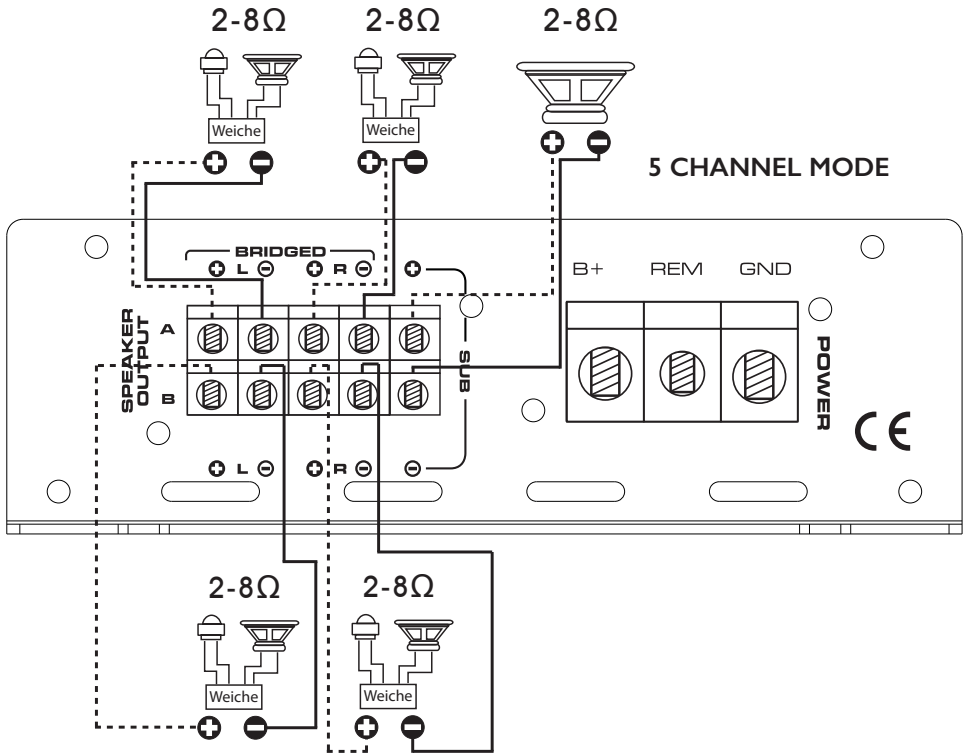 2-8Ω 2-8Ω 2-8Ω
Weiche Weiche
5 CHANNEL MODE
BRIDGED
L R
B+ REM GND
SPEAKER OUTPUT
A
B
SUB
POWER
CE
L R
2-8Ω 2-8Ω
Weiche Weiche